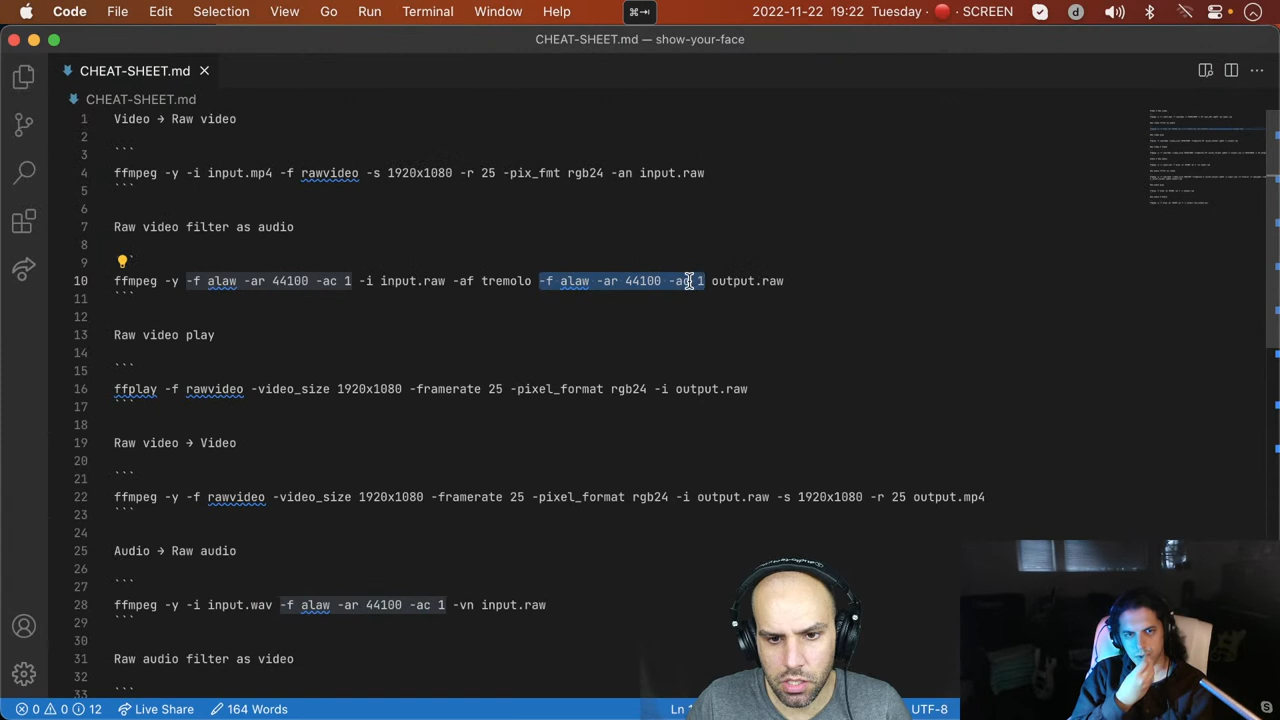 Code File Edit Selection View Go Run Terminal Window Help 2022-11-22 19:22 Tuesday SCREEN
CHEAT-SHEET.md — show-your-face
CHEAT-SHEET.md
CHEAT-SHEET.md
1 Video → Raw video
2
3 ```
4 ffmpeg -y -i input.mp4 -f rawvideo -s 1920x1080 -r 25 -pix_fmt rgb24 -an input.raw
5 ```
6
7 Raw video filter as audio
8
9 `
10 ffmpeg -y -f alaw -ar 44100 -ac 1 -i input.raw -af tremolo -f alaw -ar 44100 -ac 1 output.raw
11 ```
12
13 Raw video play
14
15 ```
16 ffplay -f rawvideo -video_size 1920x1080 -framerate 25 -pixel_format rgb24 -i output.raw
17 ```
18
19 Raw video → Video
20
21 ```
22 ffmpeg -y -f rawvideo -video_size 1920x1080 -framerate 25 -pixel_format rgb24 -i output.raw -s 1920x1080 -r 25 output.mp4
23 ```
24
25 Audio → Raw audio
26
27 ```
28 ffmpeg -y -i input.wav -f alaw -ar 44100 -ac 1 -vn input.raw
29 ```
30
31 Raw audio filter as video
32
33 ```
0 0 12 Live Share 164 Words Ln 1 UTF-8